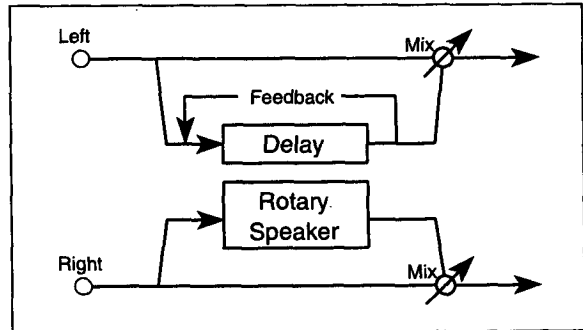 Left
Mix
Feedback
Delay
Rotary
Speaker
Right
Mix